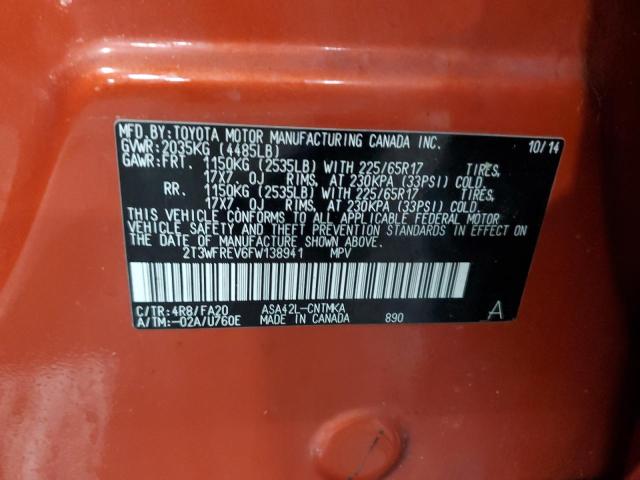 MFD.BY:TOYOTA MOTOR MANUFACTURING CANADA INC.
GVWR:2035KG (4485LB) 10/14
GAWR:FRT. 1150KG (2535LB) WITH 225/65R17 TIRES,
17X7 OJ RIMS, AT 230KPA (33PSI) COLD.
RR. 1150KG (2535LB) WITH 225/65R17 TIRES,
17X7 OJ RIMS, AT 230KPA (33PSI) COLD.
THIS VEHICLE CONFORMS TO ALL APPLICABLE FEDERAL MOTOR
VEHICLE SAFETY AND THEFT PREVENTION STANDARDS IN EFFECT ON
THE DATE OF MANUFACTURE SHOWN ABOVE.
2T3WFREV6FW138941 MPV
C/TR:4R8/FA20 ASA42L-CNTMKA
A/TM:-02A/U760E MADE IN CANADA 890 A